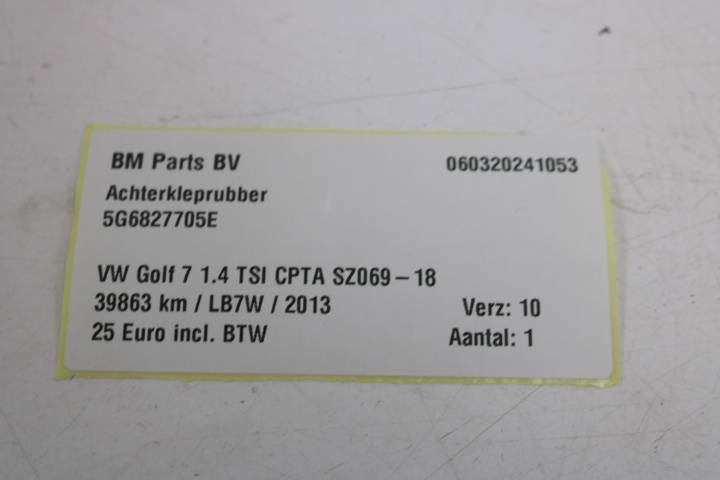 BM Parts BV 060320241053
Achterkleprubber
5G6827705E
VW Golf 7 1.4 TSI CPTA SZ069-18
39863 km / LB7W / 2013 Verz: 10
25 Euro incl. BTW Aantal: 1